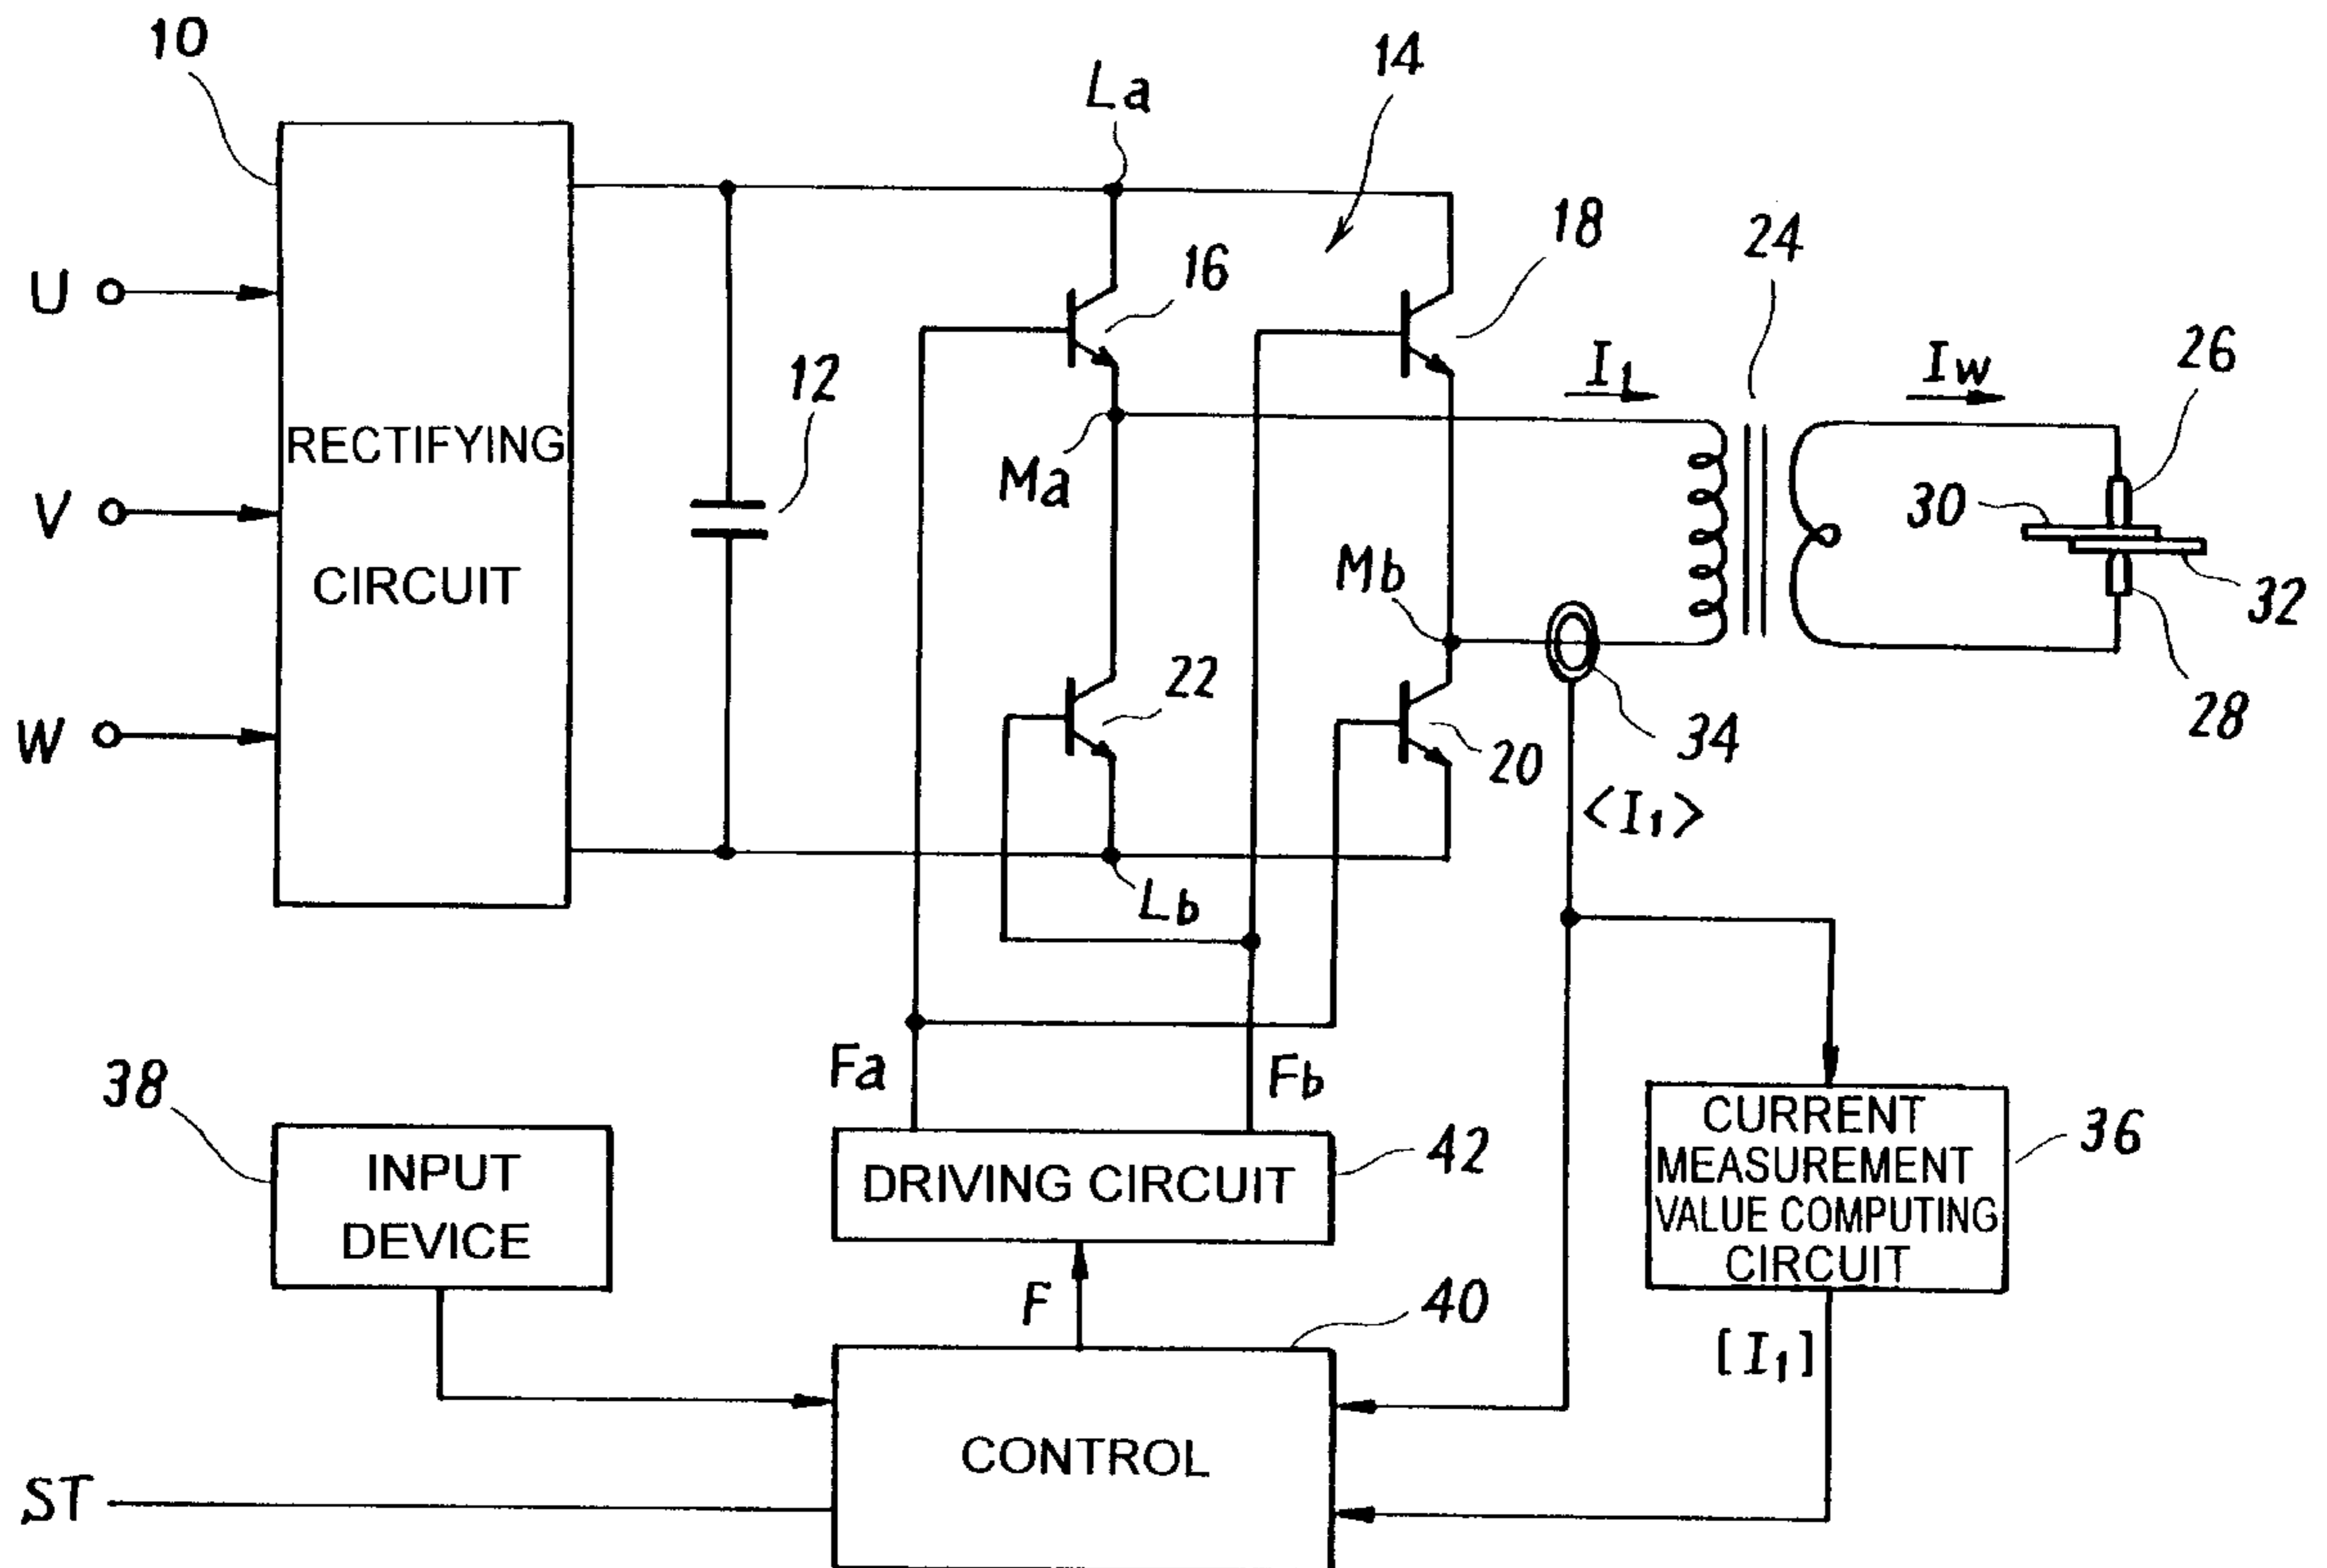 10
La
14
18
24
16
U
I1
Iw
26
12
RECTIFYING
Ma
30
V
CIRCUIT
Mb
32
22
28
W
34
20
<I1>
Lb
Fa
Fb
38
CURRENT
MEASUREMENT
VALUE COMPUTING
CIRCUIT
36
INPUT
DEVICE
DRIVING CIRCUIT
42
F
40
[I1]
CONTROL
ST